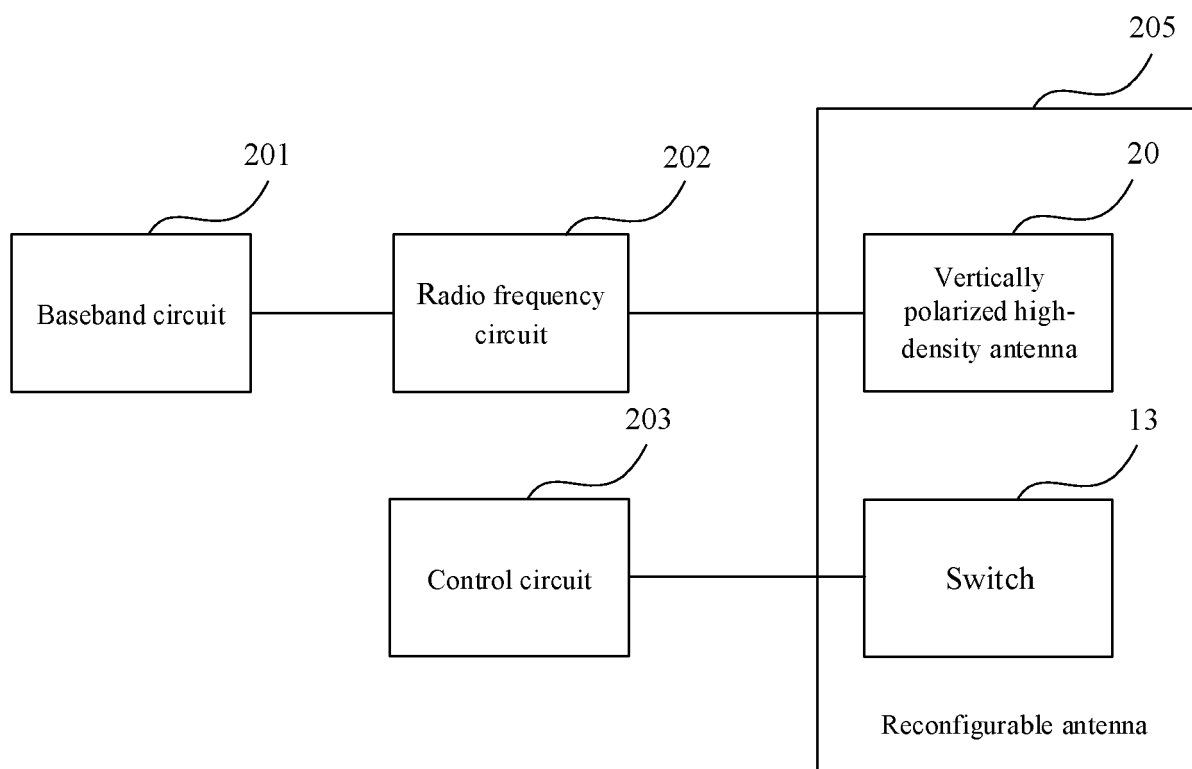 205
201
202
20
Baseband circuit
Radio frequency
circuit
Vertically
polarized high-
density antenna
203
13
Control circuit
Switch
Reconfigurable antenna